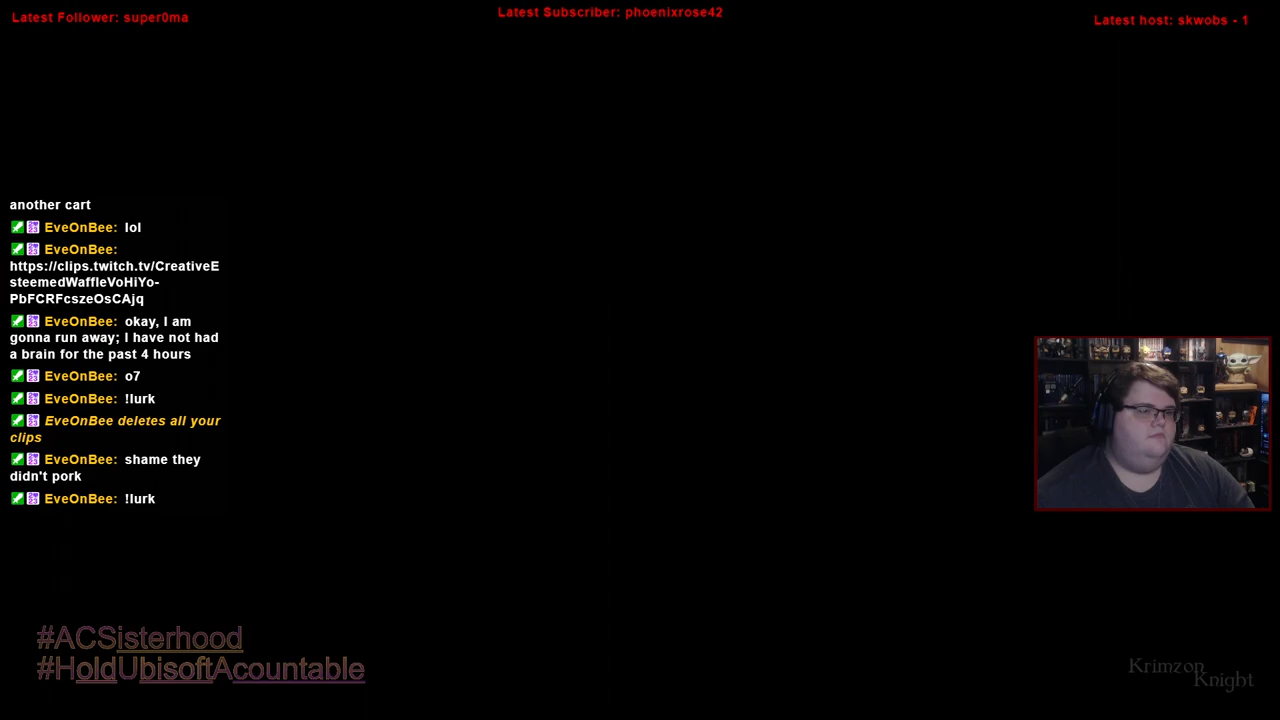 Latest Follower: super0ma
Latest Subscriber: phoenixrose42
Latest host: skwobs - 1
another cart
EveOnBee: lol
EveOnBee:
https://clips.twitch.tv/CreativeE
steemedWaffleVoHiYo-
PbFCRFcszeOsCAjq
EveOnBee: okay, I am
gonna run away; I have not had
a brain for the past 4 hours
EveOnBee: o7
EveOnBee: !lurk
EveOnBee deletes all your
clips
EveOnBee: shame they
didn't pork
EveOnBee: !lurk
#ACSisterhood
#HoldUbisoftAcountable
Krimzon
Knight